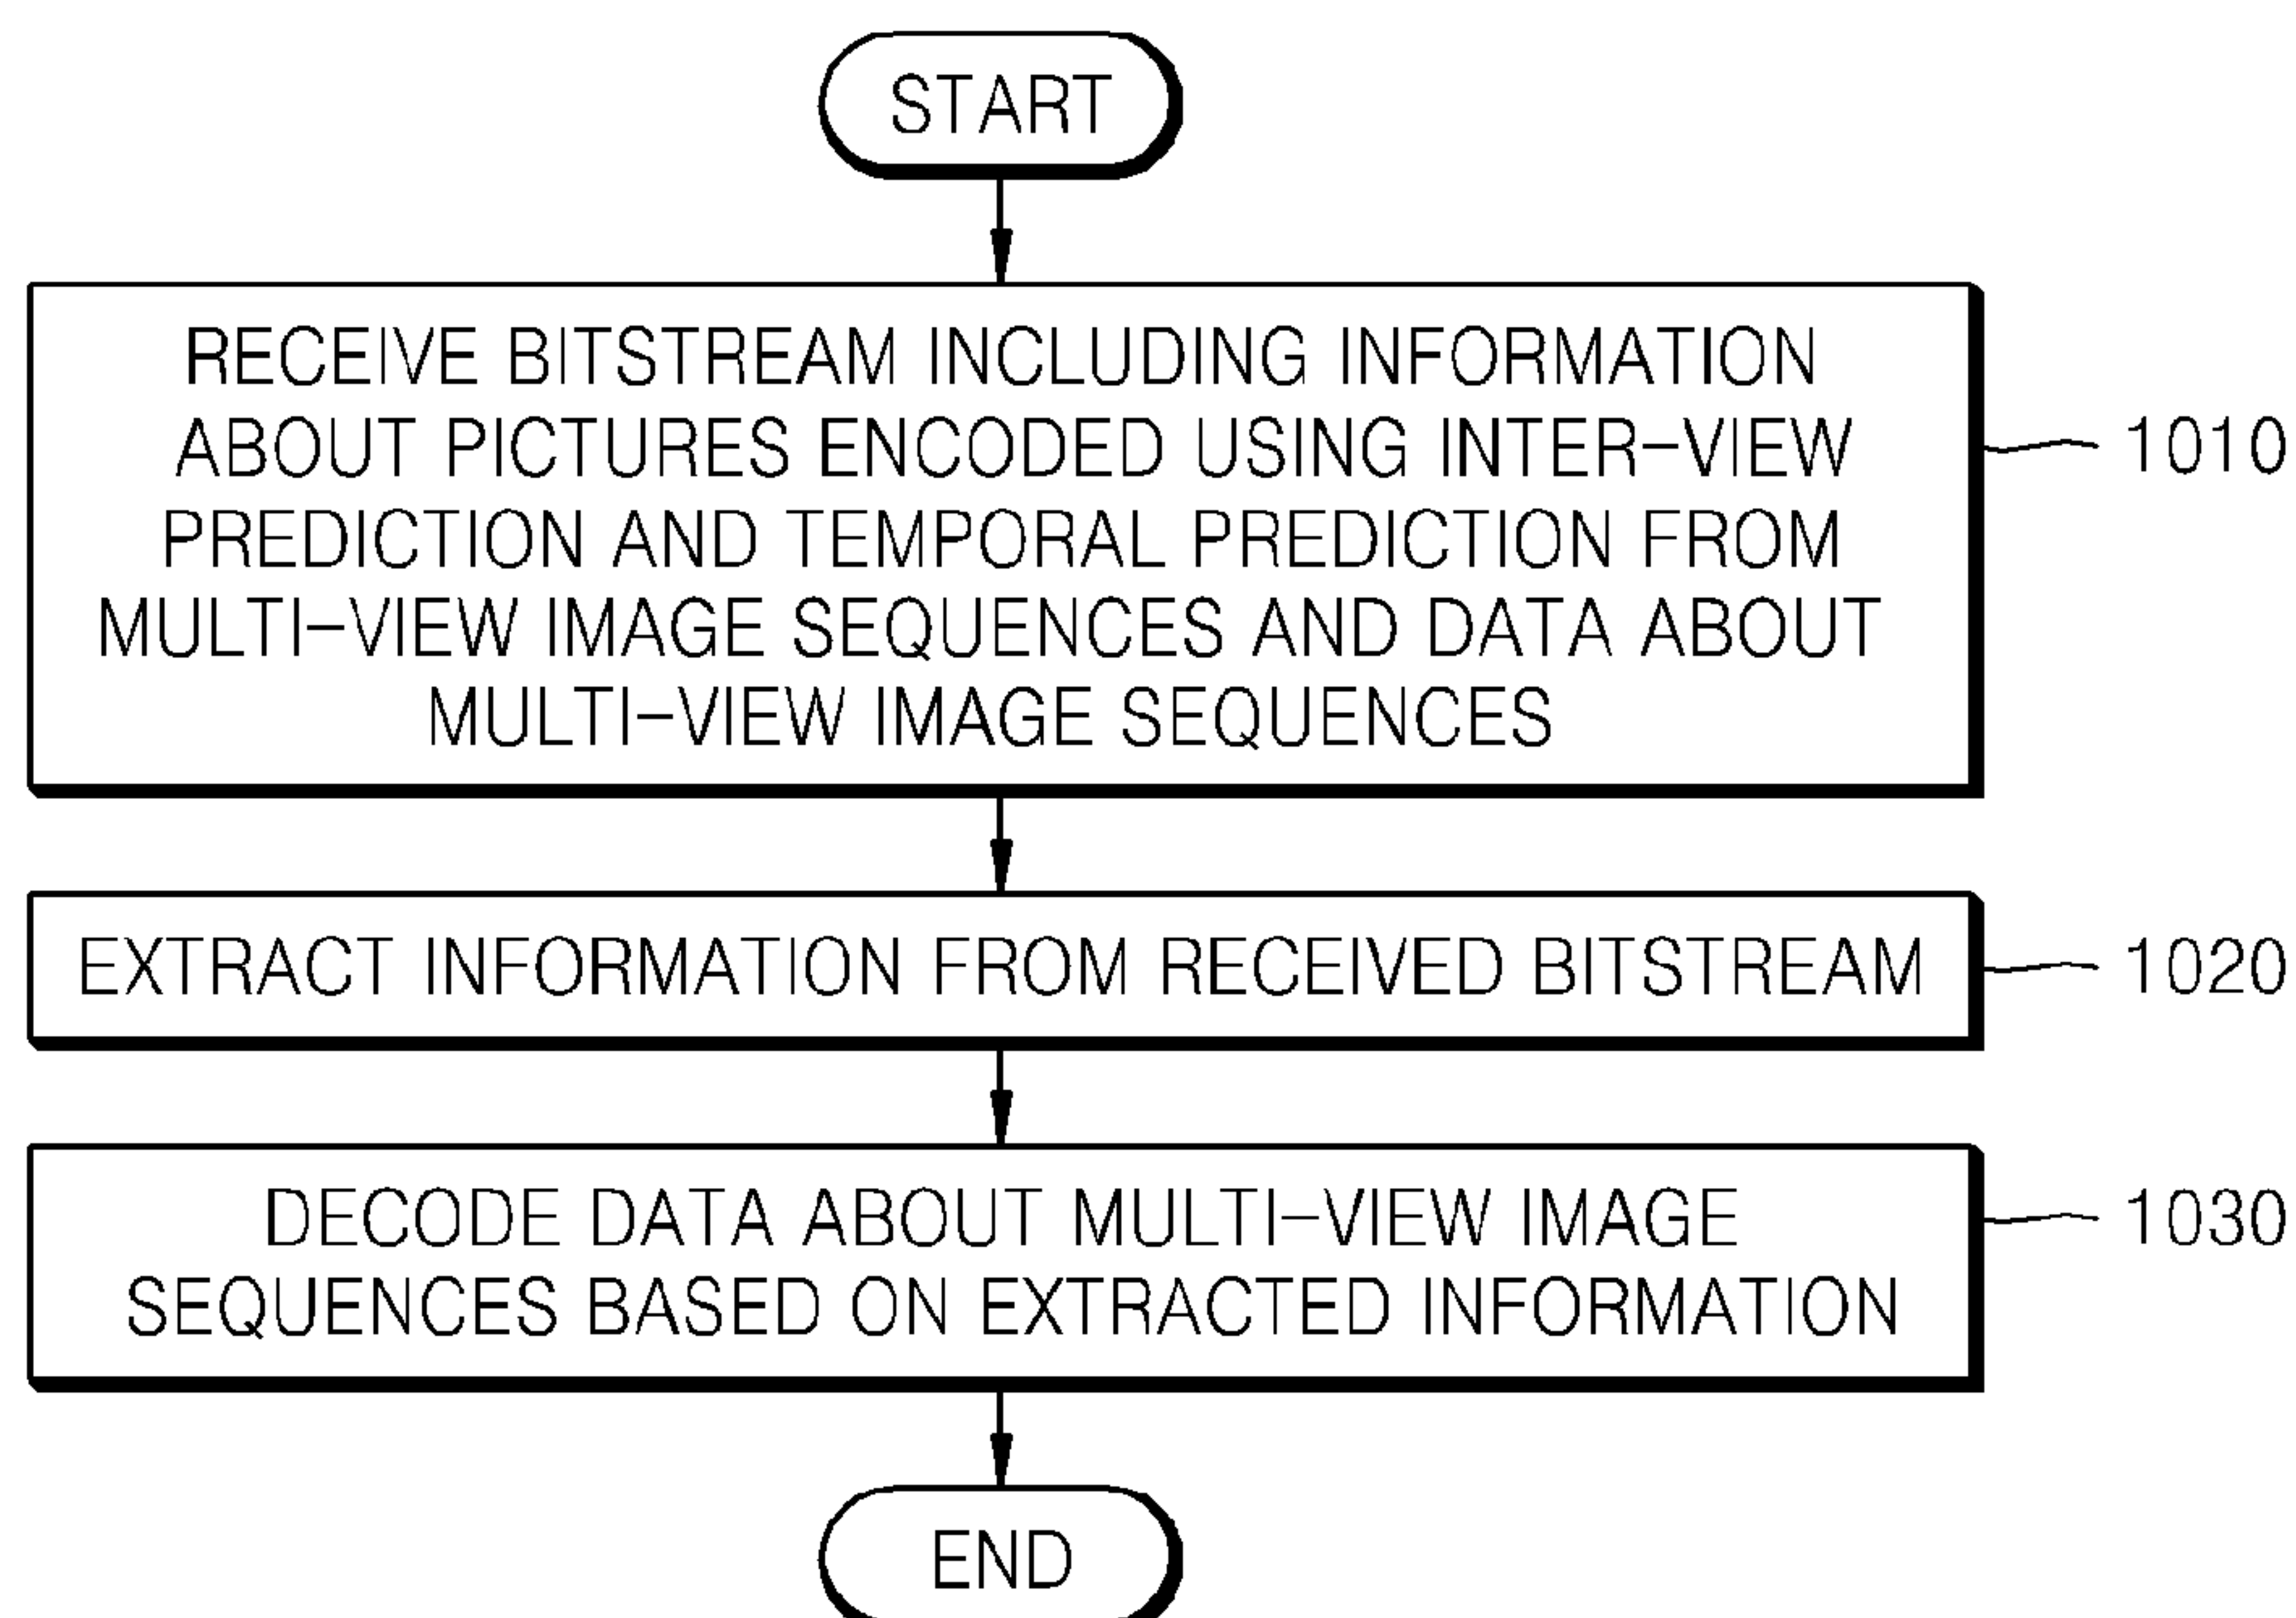 START
RECEIVE BITSTREAM INCLUDING INFORMATION
ABOUT PICTURES ENCODED USING INTER-VIEW
PREDICTION AND TEMPORAL PREDICTION FROM
MULTI-VIEW IMAGE SEQUENCES AND DATA ABOUT
MULTI-VIEW IMAGE SEQUENCES
1010
EXTRACT INFORMATION FROM RECEIVED BITSTREAM
1020
DECODE DATA ABOUT MULTI-VIEW IMAGE
SEQUENCES BASED ON EXTRACTED INFORMATION
1030
END